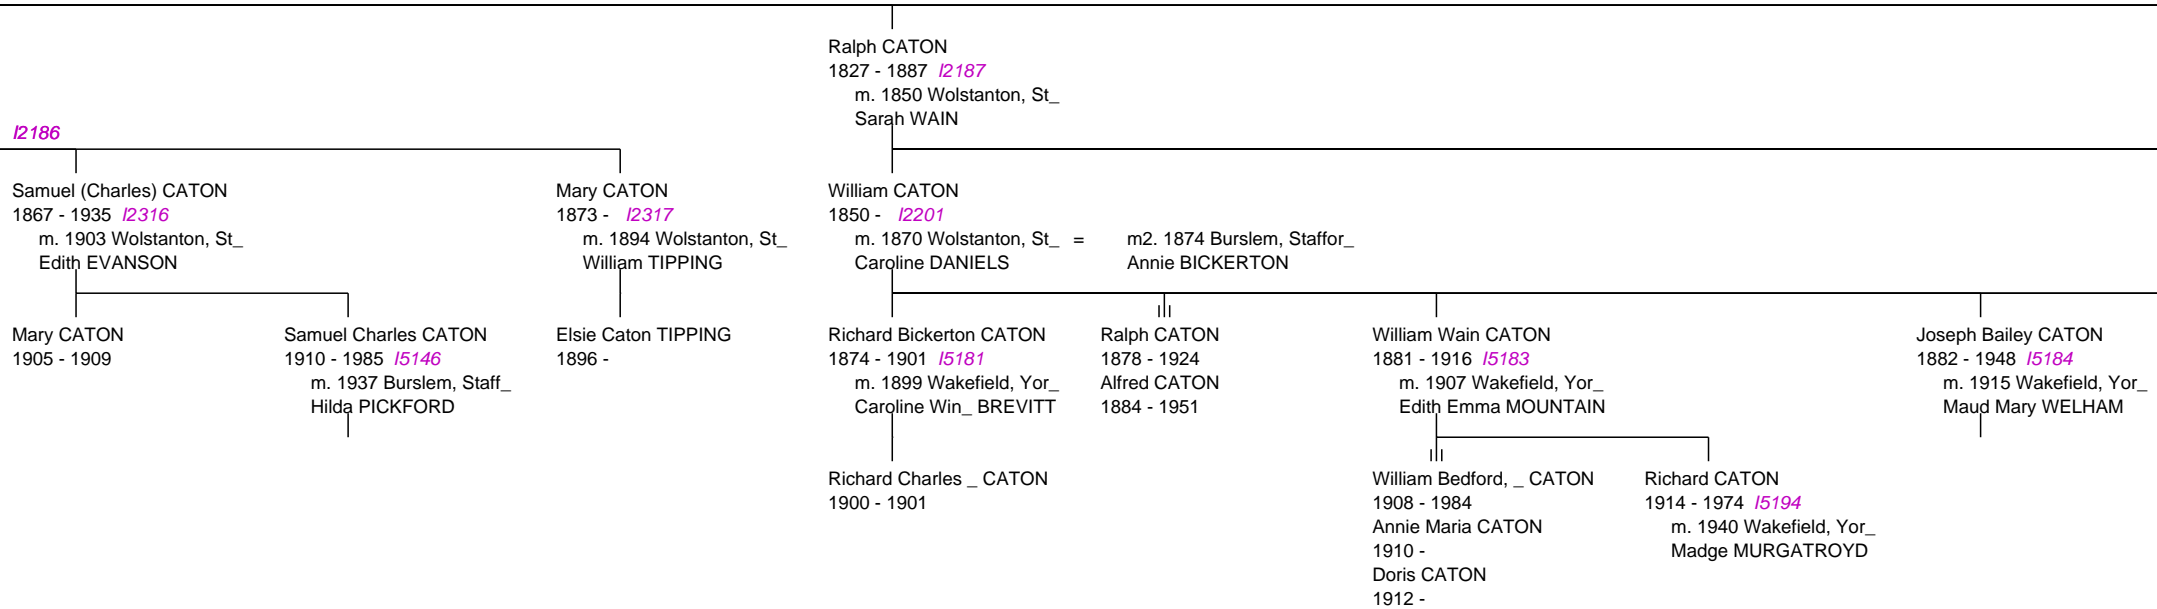 Ralph CATON
1827 - 1887 I2187
m. 1850 Wolstanton, St_
Sarah WAIN
I2186
Samuel (Charles) CATON
1867 - 1935 I2316
m. 1903 Wolstanton, St_
Edith EVANSON
Mary CATON
1873 - I2317
m. 1894 Wolstanton, St_
William TIPPING
William CATON
1850 - I2201
m. 1870 Wolstanton, St_ =
Caroline DANIELS
m2. 1874 Burslem, Staffor_
Annie BICKERTON
Mary CATON
1905 - 1909
Samuel Charles CATON
1910 - 1985 I5146
m. 1937 Burslem, Staff_
Hilda PICKFORD
Elsie Caton TIPPING
1896 -
Richard Bickerton CATON
1874 - 1901 I5181
m. 1899 Wakefield, Yor_
Caroline Win_ BREVITT
Ralph CATON
1878 - 1924
Alfred CATON
1884 - 1951
William Wain CATON
1881 - 1916 I5183
m. 1907 Wakefield, Yor_
Edith Emma MOUNTAIN
Joseph Bailey CATON
1882 - 1948 I5184
m. 1915 Wakefield, Yor_
Maud Mary WELHAM
Richard Charles _ CATON
1900 - 1901
William Bedford, _ CATON
1908 - 1984
Annie Maria CATON
1910 -
Doris CATON
1912 -
Richard CATON
1914 - 1974 I5194
m. 1940 Wakefield, Yor_
Madge MURGATROYD